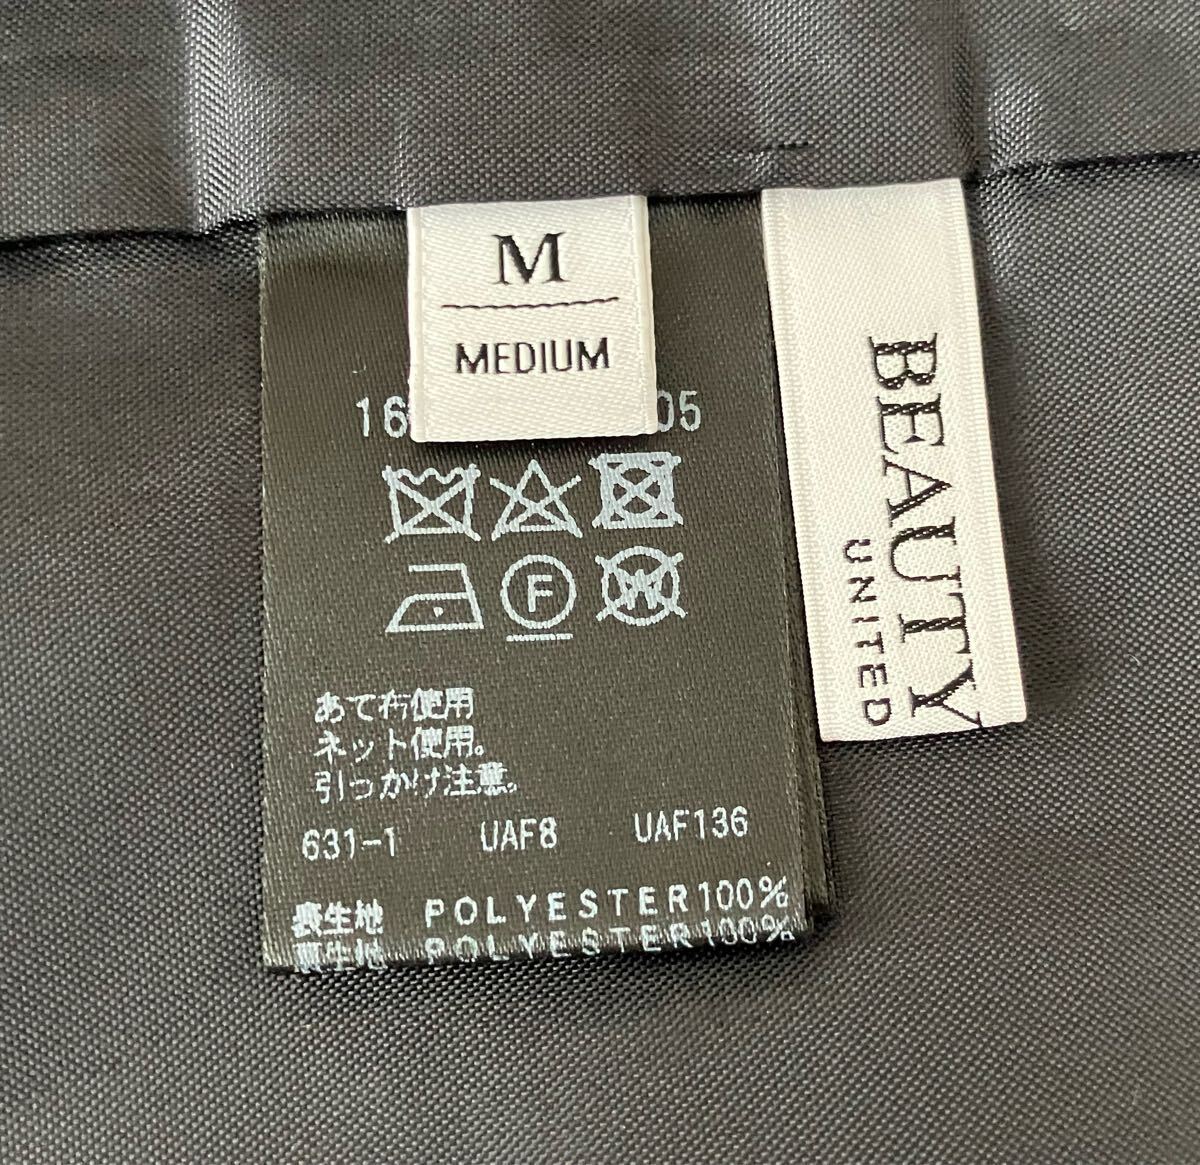 M
MEDIUM
16 05
F
W
あて布使用
ネット使用。
引っかけ注意。
631-1 UAF8 UAF136
表生地 POLYESTER100%
裏生地 POLYESTER100%
BEAUTY
UNITED